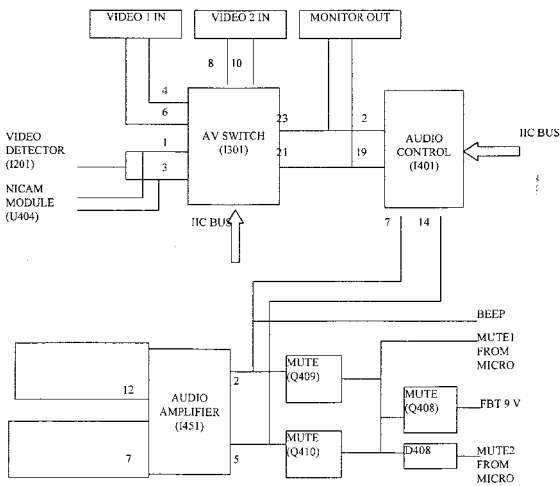 VIDEO 1 IN
VIDEO 2 IN
MONITOR OUT
8 10
4
6
23
2
VIDEO
DETECTOR
(I201)
1
AV SWITCH
(I301)
AUDIO
CONTROL
(I401)
IIC BUS
3
21
19
NICAM
MODULE
(U404)
IIC BUS
7
14
BEEP
MUTE1
FROM
MICRO
12
AUDIO
AMPLIFIER
(I451)
2
MUTE
(Q409)
MUTE
(Q408)
FBT 9 V
7
5
MUTE
(Q410)
D408
MUTE2
FROM
MICRO